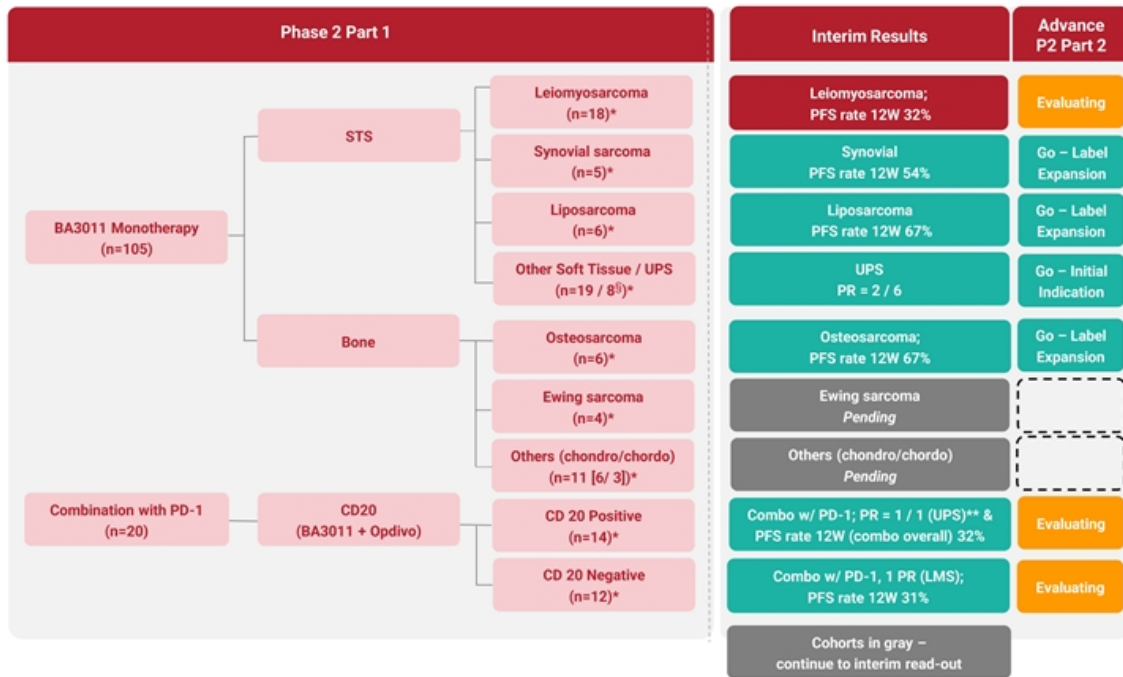 Phase 2 Part 1
Interim Results
Advance
P2 Part 2
BA3011 Monotherapy
(n=105)
STS
Leiomyosarcoma
(n=18)*
Leiomyosarcoma;
PFS rate 12W 32%
Evaluating
Synovial sarcoma
(n=5)*
Synovial
PFS rate 12W 54%
Go – Label
Expansion
Liposarcoma
(n=6)*
Liposarcoma
PFS rate 12W 67%
Go – Label
Expansion
Other Soft Tissue / UPS
(n=19 / 8§)*
UPS
PR = 2 / 6
Go – Initial
Indication
Bone
Osteosarcoma
(n=6)*
Osteosarcoma;
PFS rate 12W 67%
Go – Label
Expansion
Ewing sarcoma
(n=4)*
Ewing sarcoma
Pending
Others (chondro/chordo)
(n=11 [6/ 3])*
Others (chondro/chordo)
Pending
Combination with PD-1
(n=20)
CD20
(BA3011 + Opdivo)
CD 20 Positive
(n=14)*
Combo w/ PD-1; PR = 1 / 1 (UPS)** &
PFS rate 12W (combo overall) 32%
Evaluating
CD 20 Negative
(n=12)*
Combo w/ PD-1, 1 PR (LMS);
PFS rate 12W 31%
Evaluating
Cohorts in gray –
continue to interim read-out